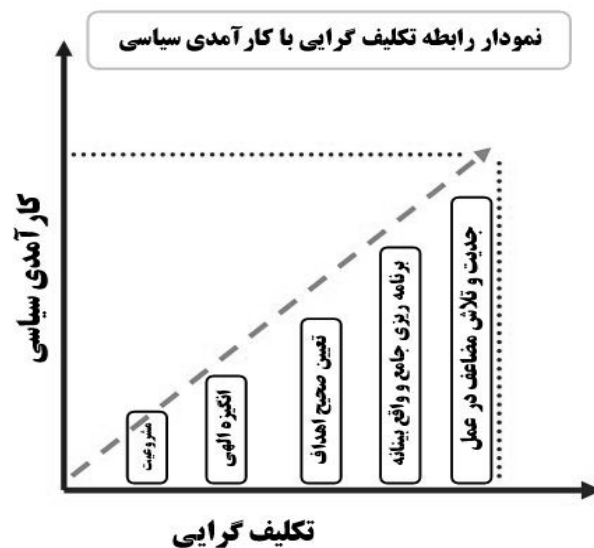 نمودار رابطه تکلیف گرایی با کارآمدی سیاسی
کارآمدی سیاسی
مشروعیت
انگیزه الهی
تعیین صحیح اهداف
برنامه ریزی جامع و واقع بینانه
جدیت و تلاش مضاعف در عمل
تکلیف گرایی